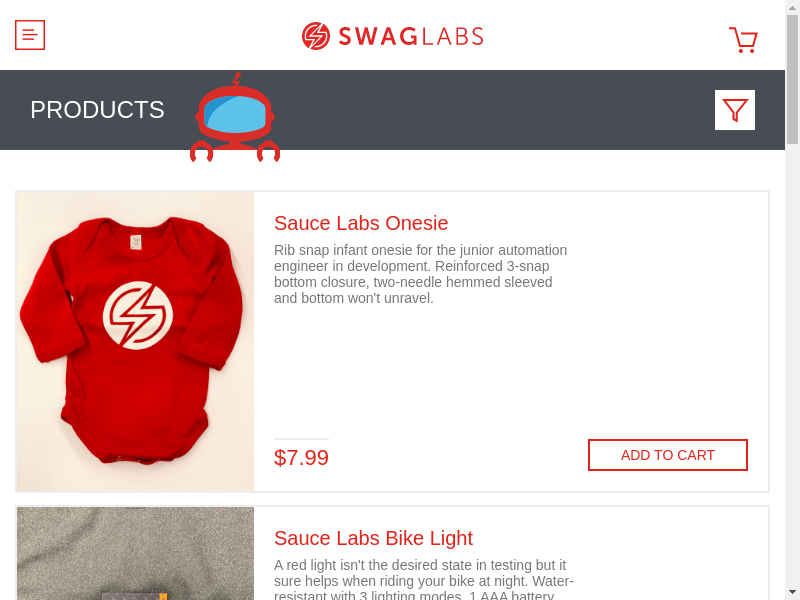 SWAGLABS
PRODUCTS
Sauce Labs Onesie
Rib snap infant onesie for the junior automation
engineer in development. Reinforced 3-snap
bottom closure, two-needle hemmed sleeved
and bottom won't unravel.
$7.99
ADD TO CART
Sauce Labs Bike Light
A red light isn't the desired state in testing but it
sure helps when riding your bike at night. Water-
resistant with 3 lighting modes, 1 AAA battery